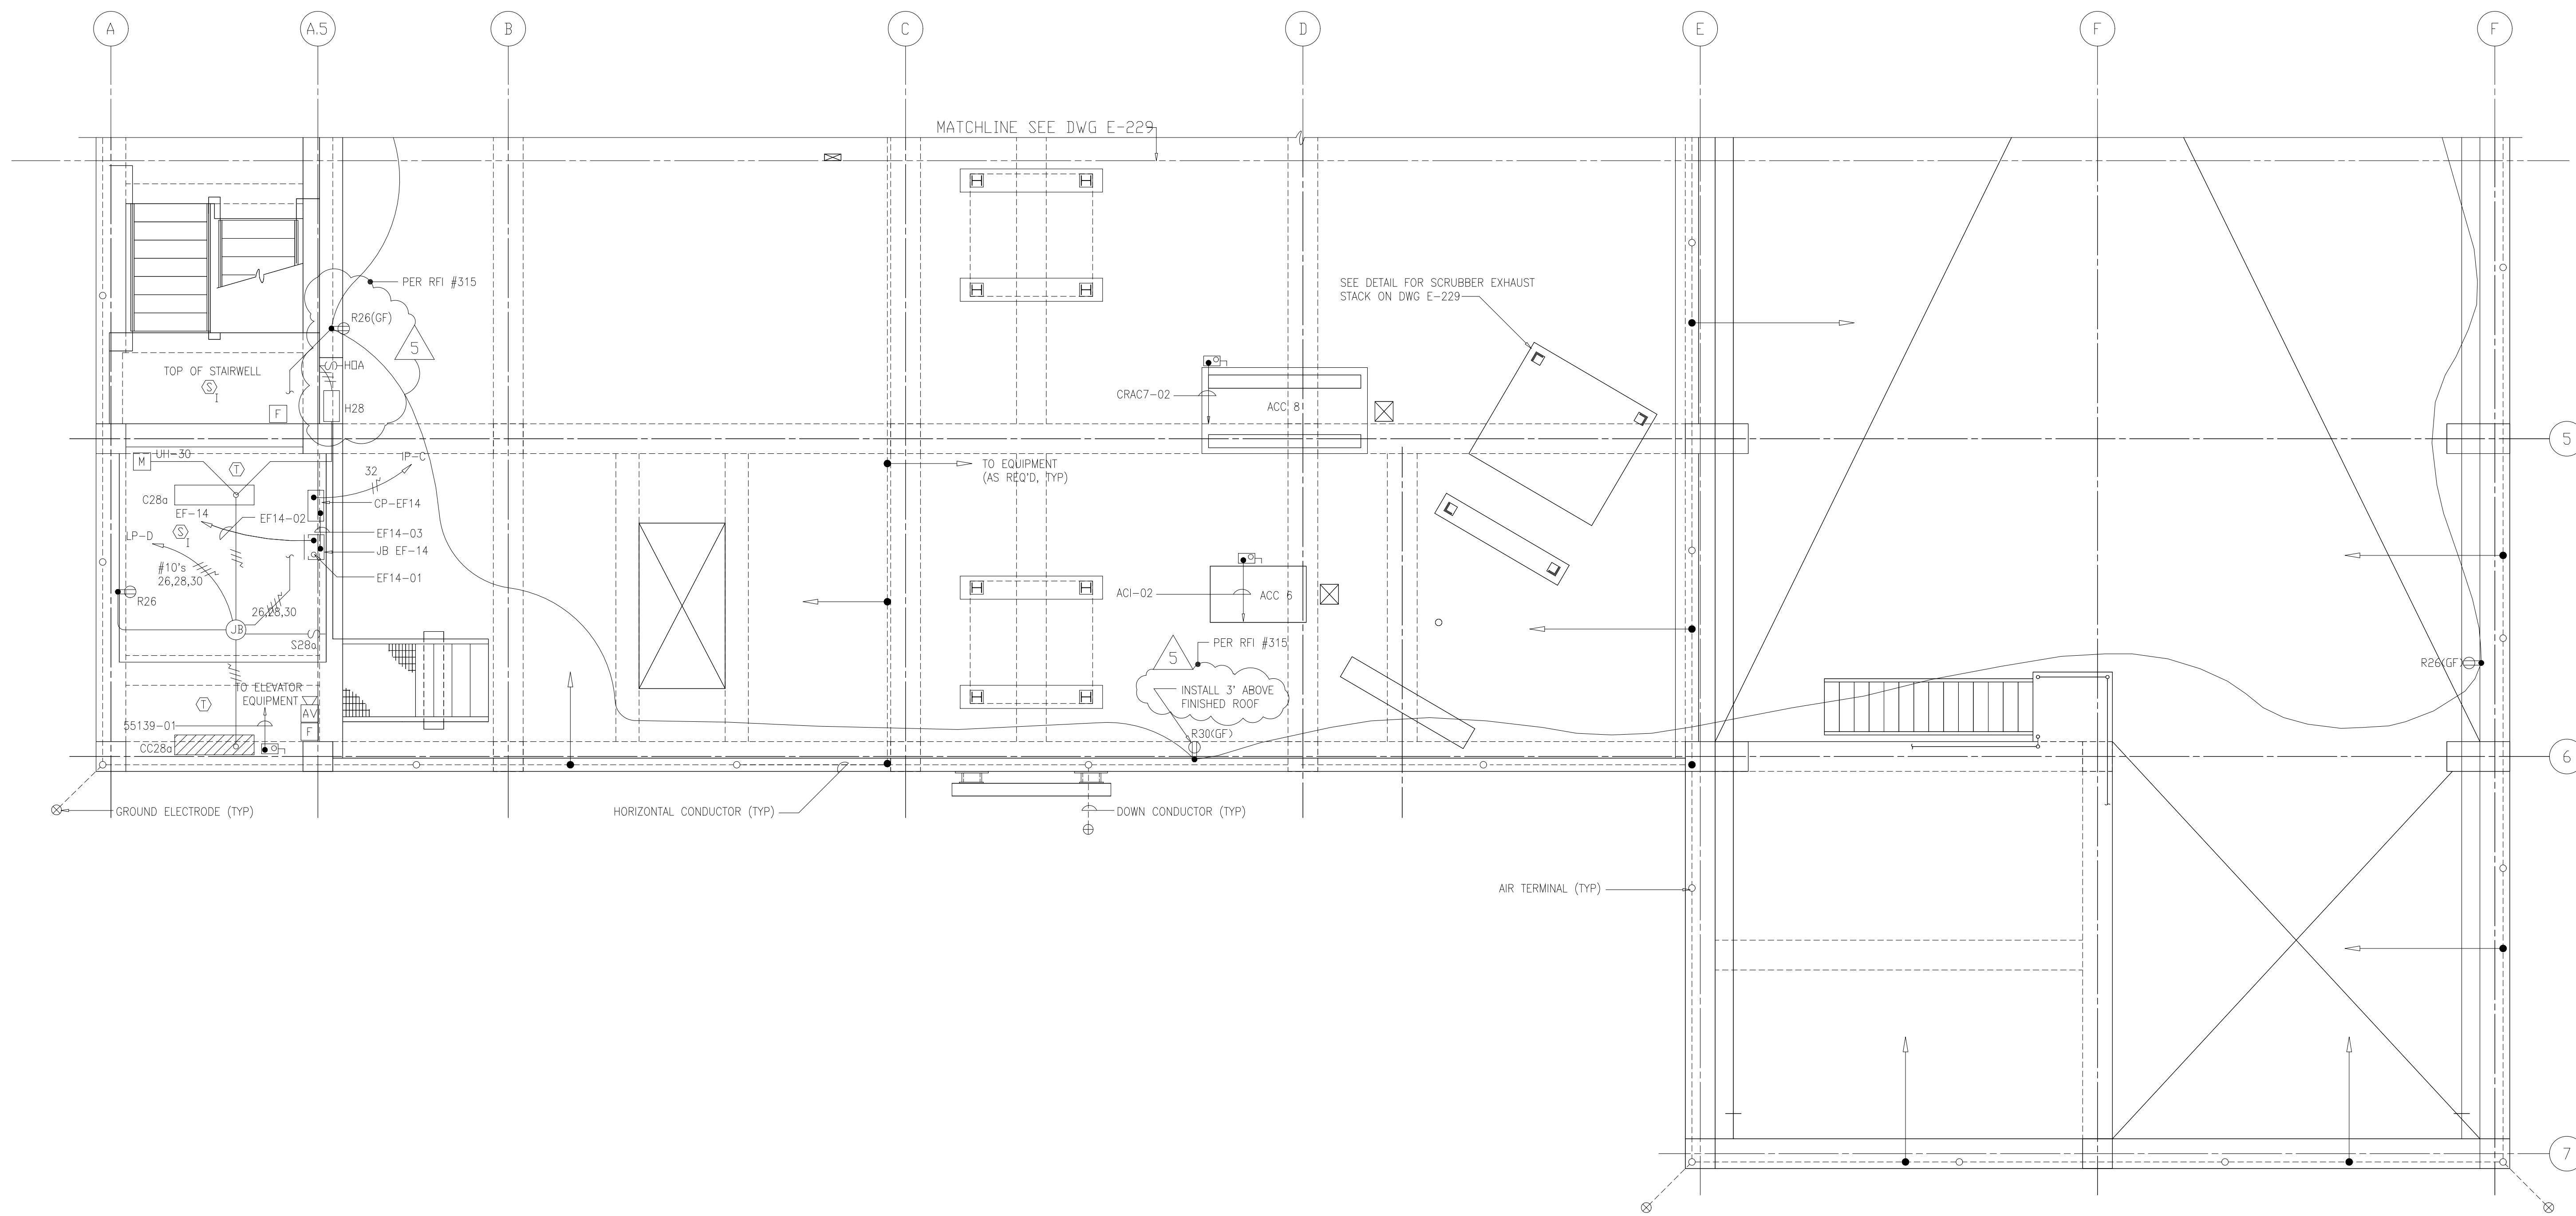 A
A.5
B
C
D
E
F
F
MATCHLINE SEE DWG E-229
PER RFI #315
R26(GF)
5
HOA
H28
TOP OF STAIRWELL
S
I
F
SEE DETAIL FOR SCRUBBER EXHAUST
STACK ON DWG E-229
CRAC7-02
ACC 8
5
M
UH-30
T
32
IP-C
TO EQUIPMENT
(AS REQ'D, TYP)
C28a
CP-EF14
EF-14
EF14-02
S
I
EF14-03
LP-D
JB EF-14
#10's
26,28,30
EF14-01
R26
26,28,30
JB
S28a
ACI-02
ACC 6
PER RFI #315
5
INSTALL 3' ABOVE
FINISHED ROOF
R30(GF)
R26(GF)
TO ELEVATOR
EQUIPMENT
T
AV
F
55139-01
CC28a
6
GROUND ELECTRODE (TYP)
HORIZONTAL CONDUCTOR (TYP)
DOWN CONDUCTOR (TYP)
AIR TERMINAL (TYP)
7